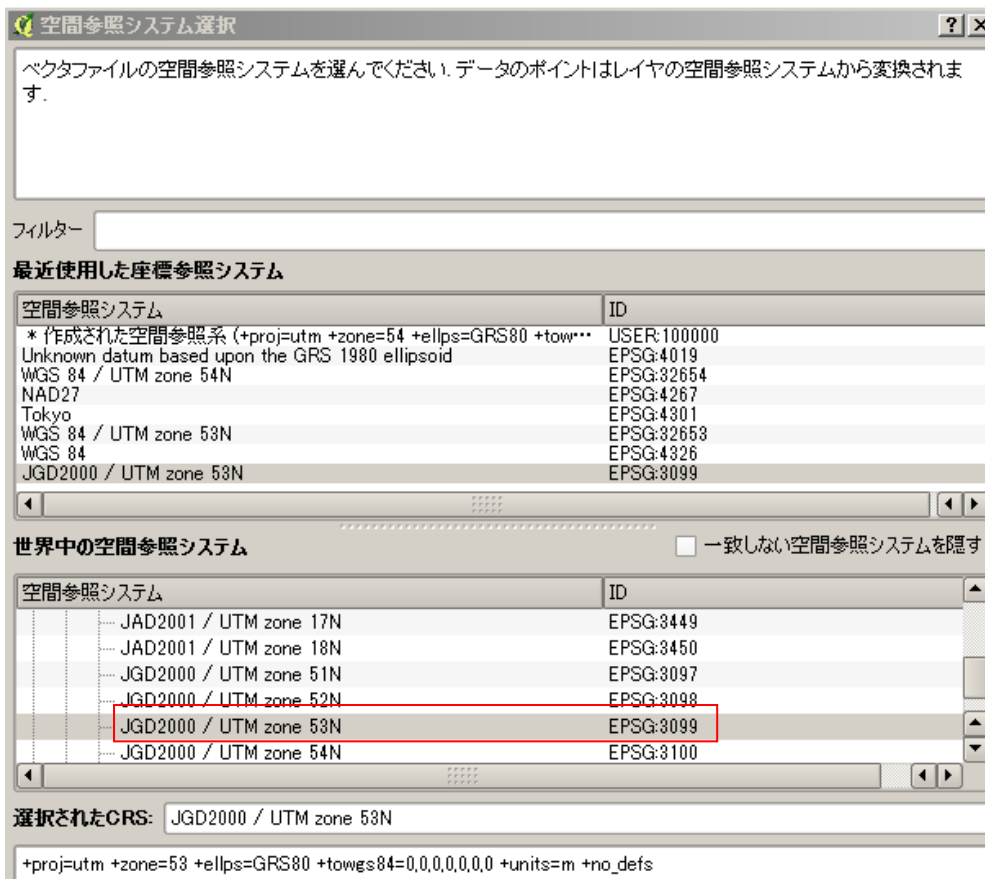 空間参照システム選択
ベクタファイルの空間参照システムを選んでください. データのポイントはレイヤの空間参照システムから変換されま
す.
フィルター
最近使用した座標参照システム
空間参照システム ID
* 作成された空間参照系 (+proj=utm +zone=54 +ellps=GRS80 +tow… USER:100000
Unknown datum based upon the GRS 1980 ellipsoid EPSG:4019
WGS 84 / UTM zone 54N EPSG:32654
NAD27 EPSG:4267
Tokyo EPSG:4301
WGS 84 / UTM zone 53N EPSG:32653
WGS 84 EPSG:4326
JGD2000 / UTM zone 53N EPSG:3099
世界中の空間参照システム 一致しない空間参照システムを隠す
空間参照システム ID
JAD2001 / UTM zone 17N EPSG:3449
JAD2001 / UTM zone 18N EPSG:3450
JGD2000 / UTM zone 51N EPSG:3097
JGD2000 / UTM zone 52N EPSG:3098
JGD2000 / UTM zone 53N EPSG:3099
JGD2000 / UTM zone 54N EPSG:3100
選択されたCRS: JGD2000 / UTM zone 53N
+proj=utm +zone=53 +ellps=GRS80 +towgs84=0,0,0,0,0,0,0 +units=m +no_defs